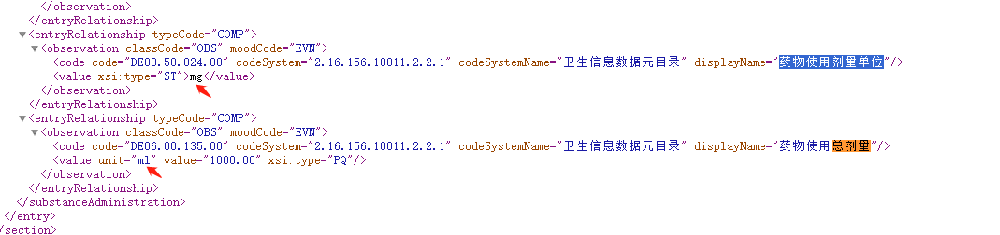 </observation>
</entryRelationship>
▼<entryRelationship typeCode="COMP">
▼<observation classCode="OBS" moodCode="EVN">
<code code="DE08.50.024.00" codeSystem="2.16.156.10011.2.2.1" codeSystemName="卫生信息数据元目录" displayName="药物使用剂量单位"/>
<value xsi:type="ST">mg</value>
</observation>
</entryRelationship>
▼<entryRelationship typeCode="COMP">
▼<observation classCode="OBS" moodCode="EVN">
<code code="DE06.00.135.00" codeSystem="2.16.156.10011.2.2.1" codeSystemName="卫生信息数据元目录" displayName="药物使用总剂量"/>
<value unit="ml" value="1000.00" xsi:type="PQ"/>
</observation>
</entryRelationship>
</substanceAdministration>
</entry>
/section>